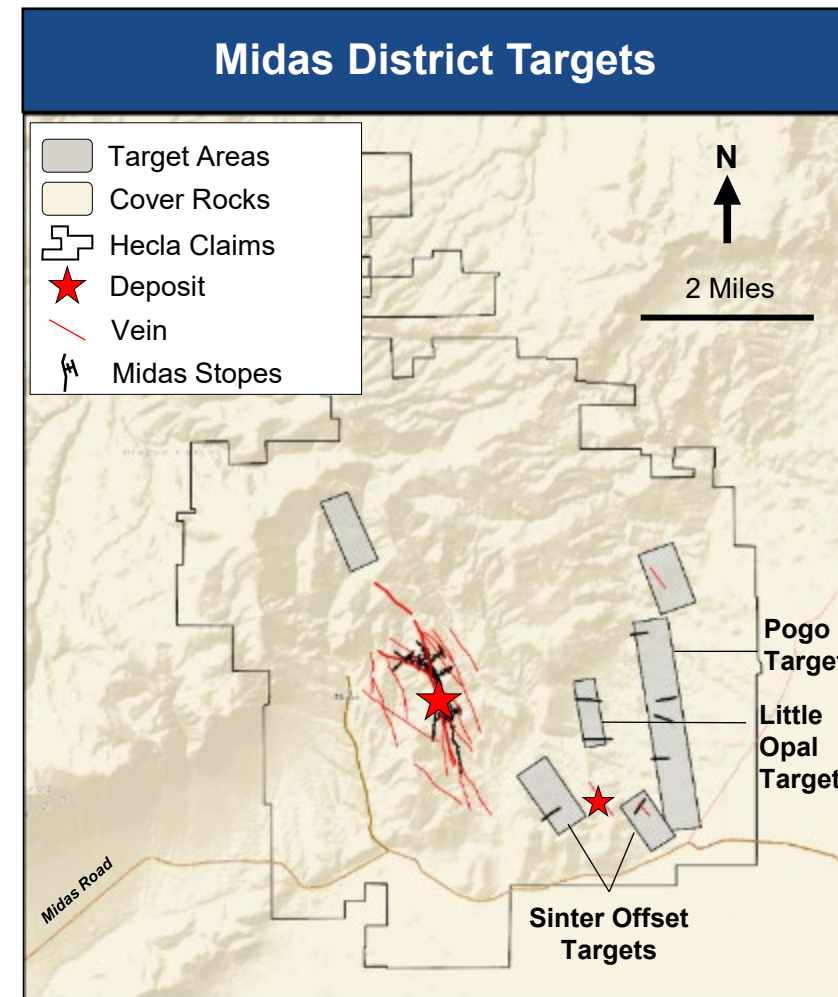 Midas District Targets
Target Areas
Cover Rocks
Hecla Claims
Deposit
Vein
Midas Stopes
N
2 Miles
Pogo
Target
Little
Opal
Target
Sinter Offset
Targets
Midas Road